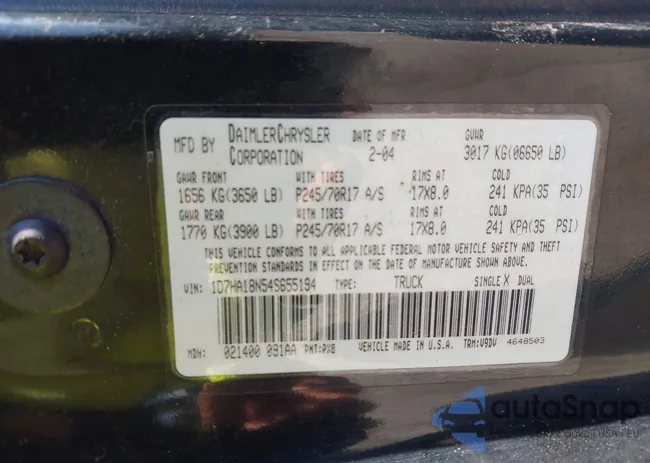 MFD BY DAIMLERCHRYSLER CORPORATION DATE OF MFR 2-04 GVWR 3017 KG(06650 LB)
GAWR FRONT WITH TIRES RIMS AT COLD
1656 KG(3650 LB) P245/70R17 A/S 17X8.0 241 KPA(35 PSI)
GAWR REAR WITH TIRES RIMS AT COLD
1770 KG(3900 LB) P245/70R17 A/S 17X8.0 241 KPA(35 PSI)
THIS VEHICLE CONFORMS TO ALL APPLICABLE FEDERAL MOTOR VEHICLE SAFETY AND THEFT
PREVENTION STANDARDS IN EFFECT ON THE DATE OF MANUFACTURE SHOWN ABOVE.
VIN: 1D7HA18N54S655194 TYPE: TRUCK SINGLE X DUAL
MDH: 021400 091AA PNT:PX8 VEHICLE MADE IN U.S.A. TRM:V9DV 4648503
autoSnap